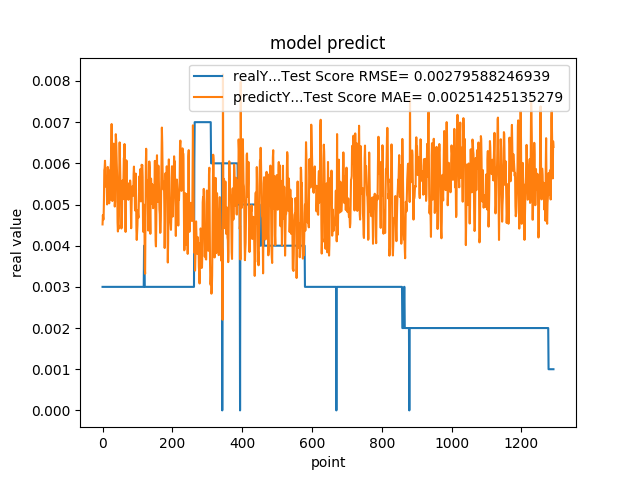 model predict
realY...Test Score RMSE= 0.00279588246939
predictY...Test Score MAE= 0.00251425135279
0.008
0.007
0.006
0.005
0.004
0.003
0.002
0.001
0.000
real value
0 200 400 600 800 1000 1200
point